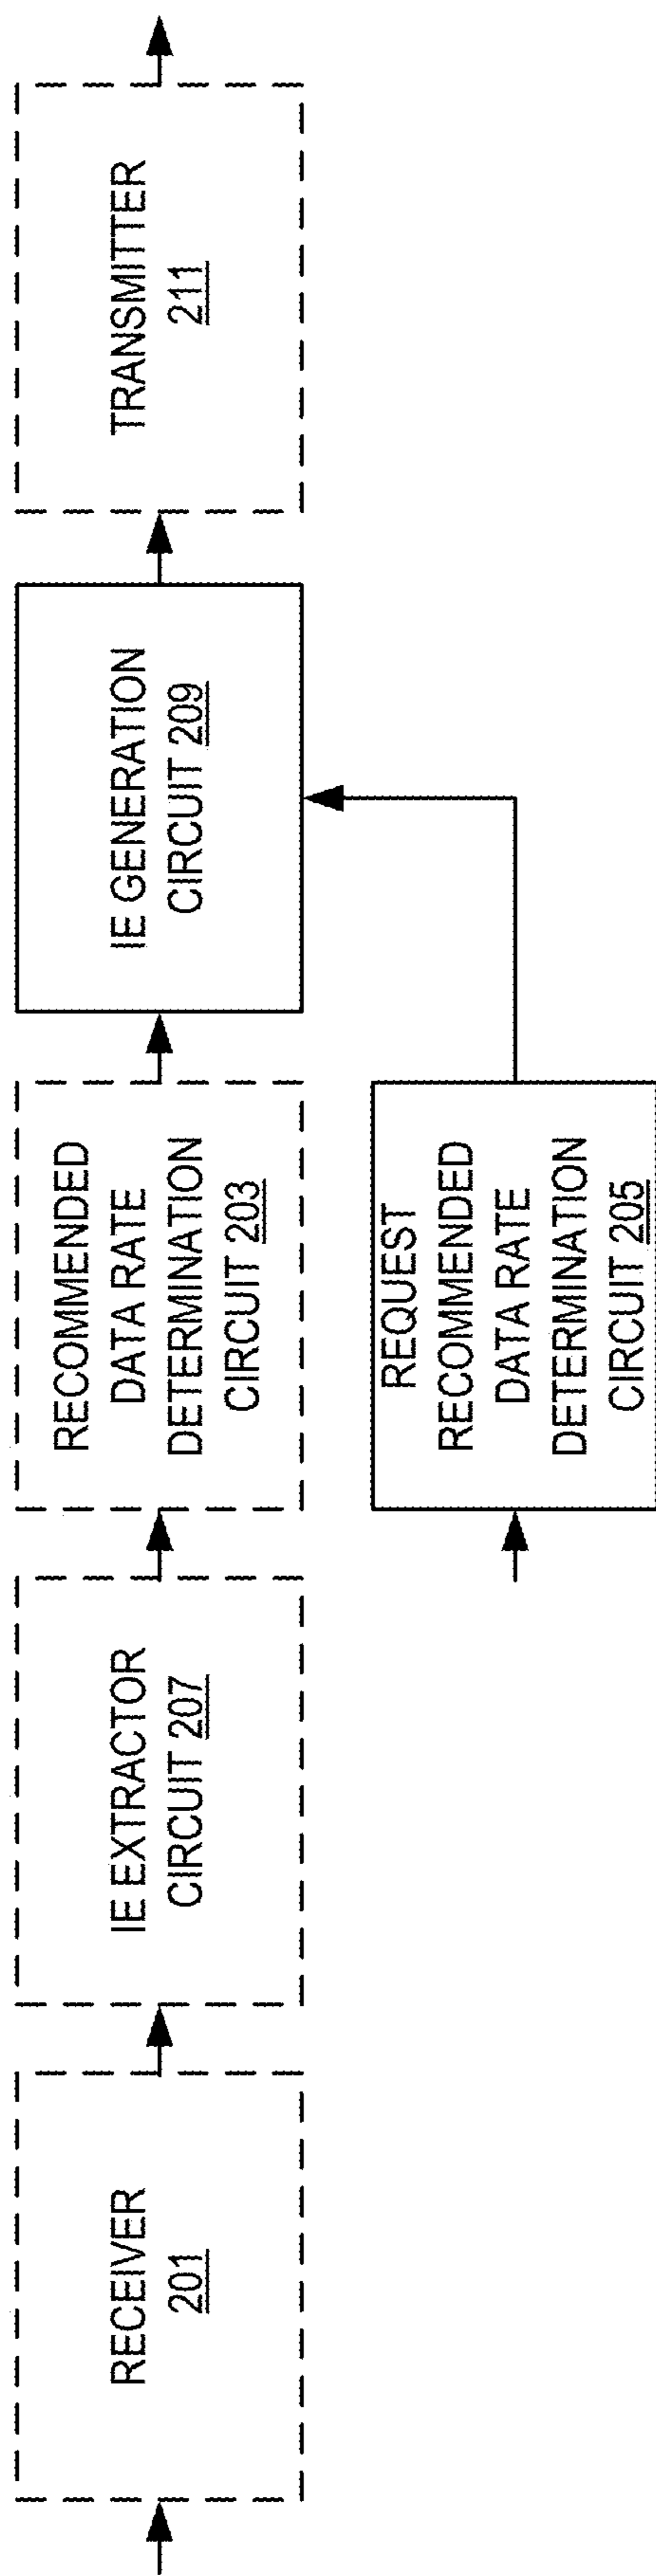 RECEIVER
201
IE EXTRACTOR
CIRCUIT 207
RECOMMENDED
DATA RATE
DETERMINATION
CIRCUIT 203
IE GENERATION
CIRCUIT 209
TRANSMITTER
211
REQUEST
RECOMMENDED
DATA RATE
DETERMINATION
CIRCUIT 205